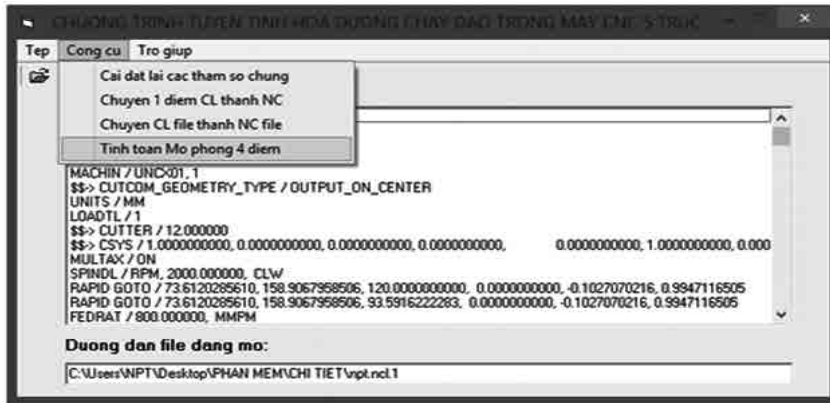 CHUONG TRINH TUYEN TINH HOA DUONG CHAY DAO TRONG MAY CNC 5 TRUC
Tep Cong cu Tro giup
Cai dat lai cac tham so chung
Chuyen 1 diem CL thanh NC
Chuyen CL file thanh NC file
Tinh toan Mo phong 4 diem
MACHIN / UNCX01, 1
$$-> CUTCOM_GEOMETRY_TYPE / OUTPUT_ON_CENTER
UNITS / MM
LOADTL / 1
$$-> CUTTER / 12.000000
$$-> CSYS / 1.0000000000, 0.0000000000, 0.0000000000, 0.0000000000, 0.0000000000, 1.0000000000, 0.000
MULTAX / ON
SPINDL / RPM, 2000.000000, CLW
RAPID GOTO / 73.6120285610, 158.9067958506, 120.0000000000, 0.0000000000, -0.1027070216, 0.9947116505
RAPID GOTO / 73.6120285610, 158.9067958506, 93.5916222283, 0.0000000000, -0.1027070216, 0.9947116505
FEDRAT / 800.000000, MMPM
Duong dan file dang mo:
C:\Users\NPT\Desktop\PHAN MEM\CHI TIET\npt.ncl.1